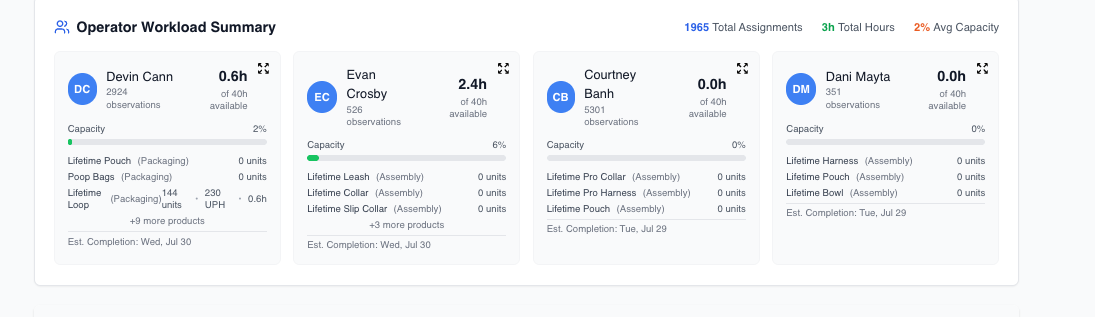 Operator Workload Summary
1965 Total Assignments 3h Total Hours 2% Avg Capacity
DC Devin Cann 0.6h
2924 observations of 40h available
Capacity 2%
Lifetime Pouch (Packaging) 0 units
Poop Bags (Packaging) 0 units
Lifetime Loop (Packaging) 144 units • 230 UPH • 0.6h
+9 more products
Est. Completion: Wed, Jul 30
EC Evan Crosby 2.4h
526 observations of 40h available
Capacity 6%
Lifetime Leash (Assembly) 0 units
Lifetime Collar (Assembly) 0 units
Lifetime Slip Collar (Assembly) 0 units
+3 more products
Est. Completion: Wed, Jul 30
CB Courtney Banh 0.0h
5301 observations of 40h available
Capacity 0%
Lifetime Pro Collar (Assembly) 0 units
Lifetime Pro Harness (Assembly) 0 units
Lifetime Pouch (Assembly) 0 units
Est. Completion: Tue, Jul 29
DM Dani Mayta 0.0h
351 observations of 40h available
Capacity 0%
Lifetime Harness (Assembly) 0 units
Lifetime Pouch (Assembly) 0 units
Lifetime Bowl (Assembly) 0 units
Est. Completion: Tue, Jul 29